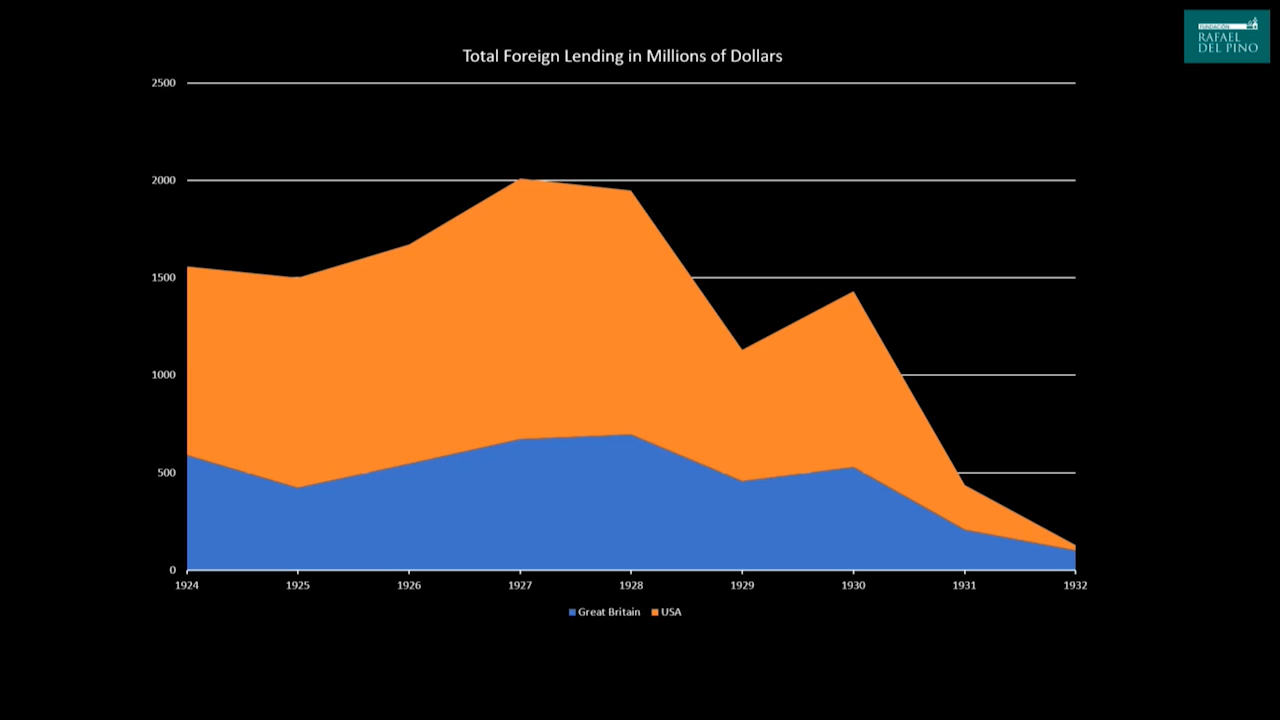 FUNDACIÓN
RAFAEL
DEL PINO
Total Foreign Lending in Millions of Dollars
2500
2000
1500
1000
500
0
1924 1925 1926 1927 1928 1929 1930 1931 1932
Great Britain USA